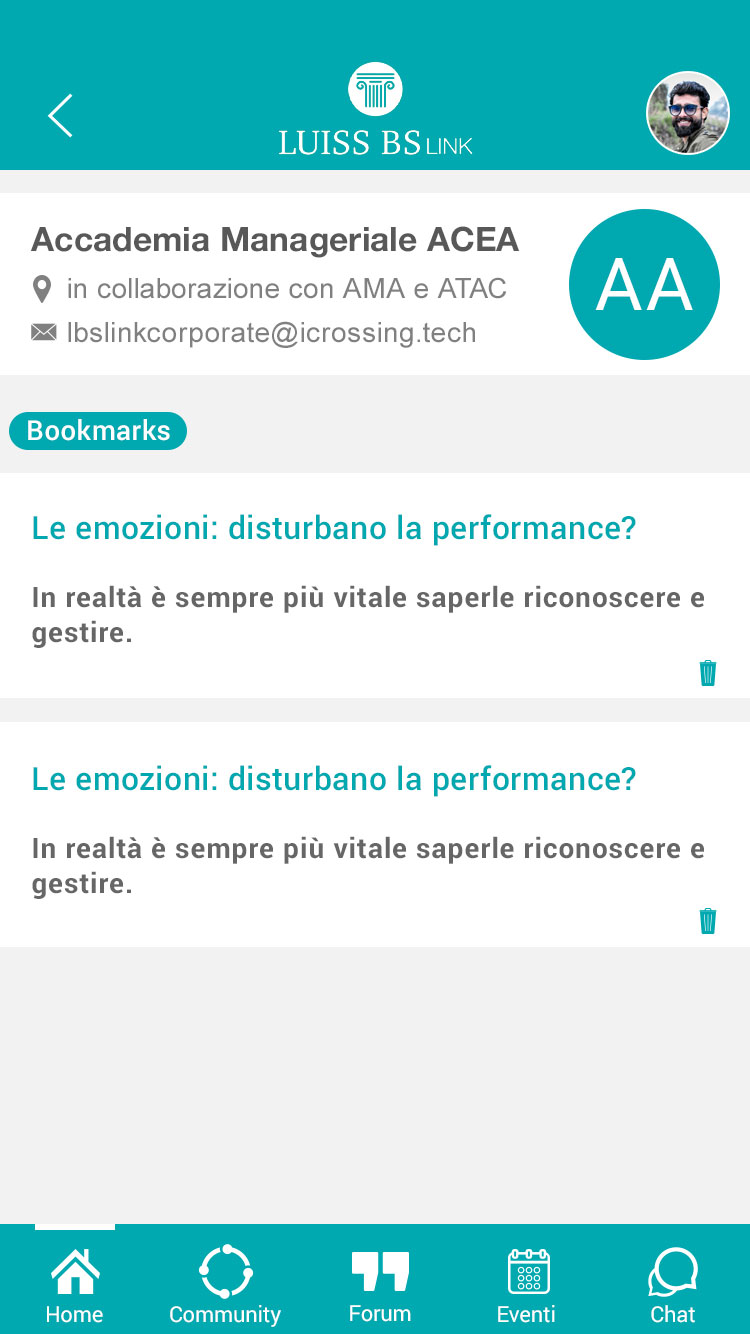 LUISS BS LINK
Accademia Manageriale ACEA
in collaborazione con AMA e ATAC
lbslinkcorporate@icrossing.tech
AA
Bookmarks
Le emozioni: disturbano la performance?
In realtà è sempre più vitale saperle riconoscere e
gestire.
Le emozioni: disturbano la performance?
In realtà è sempre più vitale saperle riconoscere e
gestire.
Home
Community
Forum
Eventi
Chat